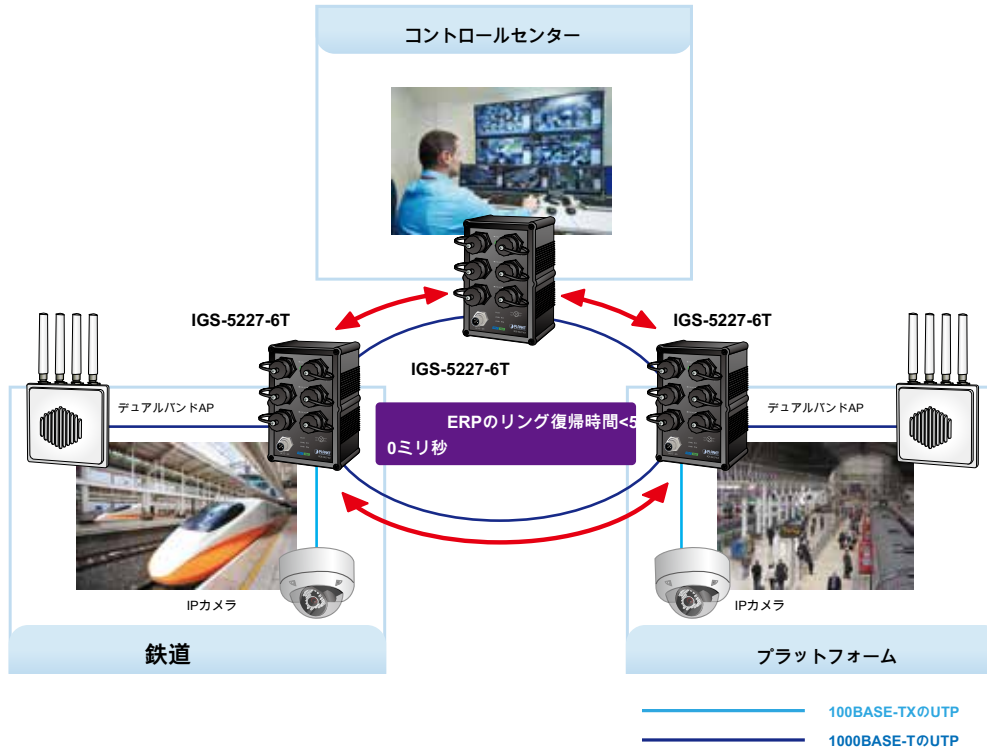 コントロールセンター
IGS-5227-6T
IGS-5227-6T
IGS-5227-6T
デュアルバンドAP
デュアルバンドAP
ERPのリング復帰時間<5
0ミリ秒
IPカメラ
IPカメラ
鉄道
プラットフォーム
100BASE-TXのUTP
1000BASE-TのUTP